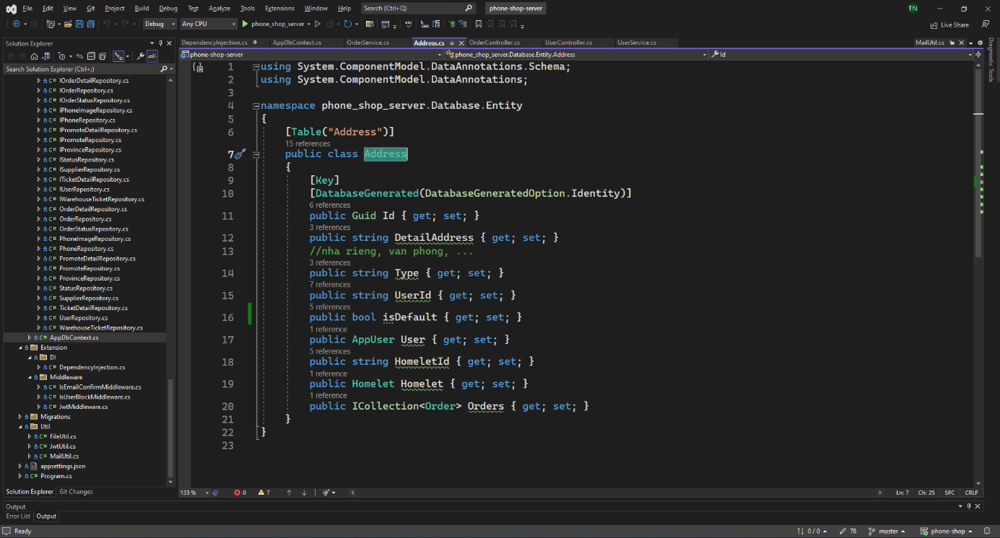 File Edit View Git Project Build Debug Test Analyze Tools Extensions Window Help Search (Ctrl+Q) phone-shop-server TN
Debug Any CPU phone_shop_server Live Share
Solution Explorer
Search Solution Explorer (Ctrl+;)
IOrderDetailRepository.cs
IOrderRepository.cs
IOrderStatusRepository.cs
IPhoneImageRepository.cs
IPhoneRepository.cs
IPromoteDetailRepository.cs
IPromoteRepository.cs
IProvinceRepository.cs
IStatusRepository.cs
ISupplierRepository.cs
ITicketDetailRepository.cs
IUserRepository.cs
IWarehouseTicketRepository.cs
OrderDetailRepository.cs
OrderRepository.cs
OrderStatusRepository.cs
PhoneImageRepository.cs
PhoneRepository.cs
PromoteDetailRepository.cs
PromoteRepository.cs
ProvinceRepository.cs
StatusRepository.cs
SupplierRepository.cs
TicketDetailRepository.cs
UserRepository.cs
WarehouseTicketRepository.cs
C# AppDbContext.cs
Extension
DI
C# DependencyInjection.cs
Middleware
C# IsEmailConfirmMiddleware.cs
C# IsUserBlockMiddleware.cs
C# JwtMiddleware.cs
Migrations
Util
C# FileUtil.cs
C# JwtUtil.cs
C# MailUtil.cs
appsettings.json
C# Program.cs
Solution Explorer Git Changes
DependencyInjection.cs AppDbContext.cs OrderService.cs Address.cs OrderController.cs UserController.cs UserService.cs MailUtil.cs
phone-shop-server phone_shop_server.Database.Entity.Address Id
1 using System.ComponentModel.DataAnnotations.Schema;
2 using System.ComponentModel.DataAnnotations;
3
4 namespace phone_shop_server.Database.Entity
5 {
6 [Table("Address")]
15 references
7 public class Address
8 {
9 [Key]
10 [DatabaseGenerated(DatabaseGeneratedOption.Identity)]
6 references
11 public Guid Id { get; set; }
3 references
12 public string DetailAddress { get; set; }
13 //nha rieng, van phong, ...
3 references
14 public string Type { get; set; }
7 references
15 public string UserId { get; set; }
5 references
16 public bool isDefault { get; set; }
1 reference
17 public AppUser User { get; set; }
5 references
18 public string HomeletId { get; set; }
1 reference
19 public Homelet Homelet { get; set; }
1 reference
20 public ICollection<Order> Orders { get; set; }
21 }
22 }
23
133 % 0 7 Ln: 7 Ch: 25 SPC CRLF
Diagnostic Tools
Output
Error List Output
Ready 0 / 0 78 master phone-shop